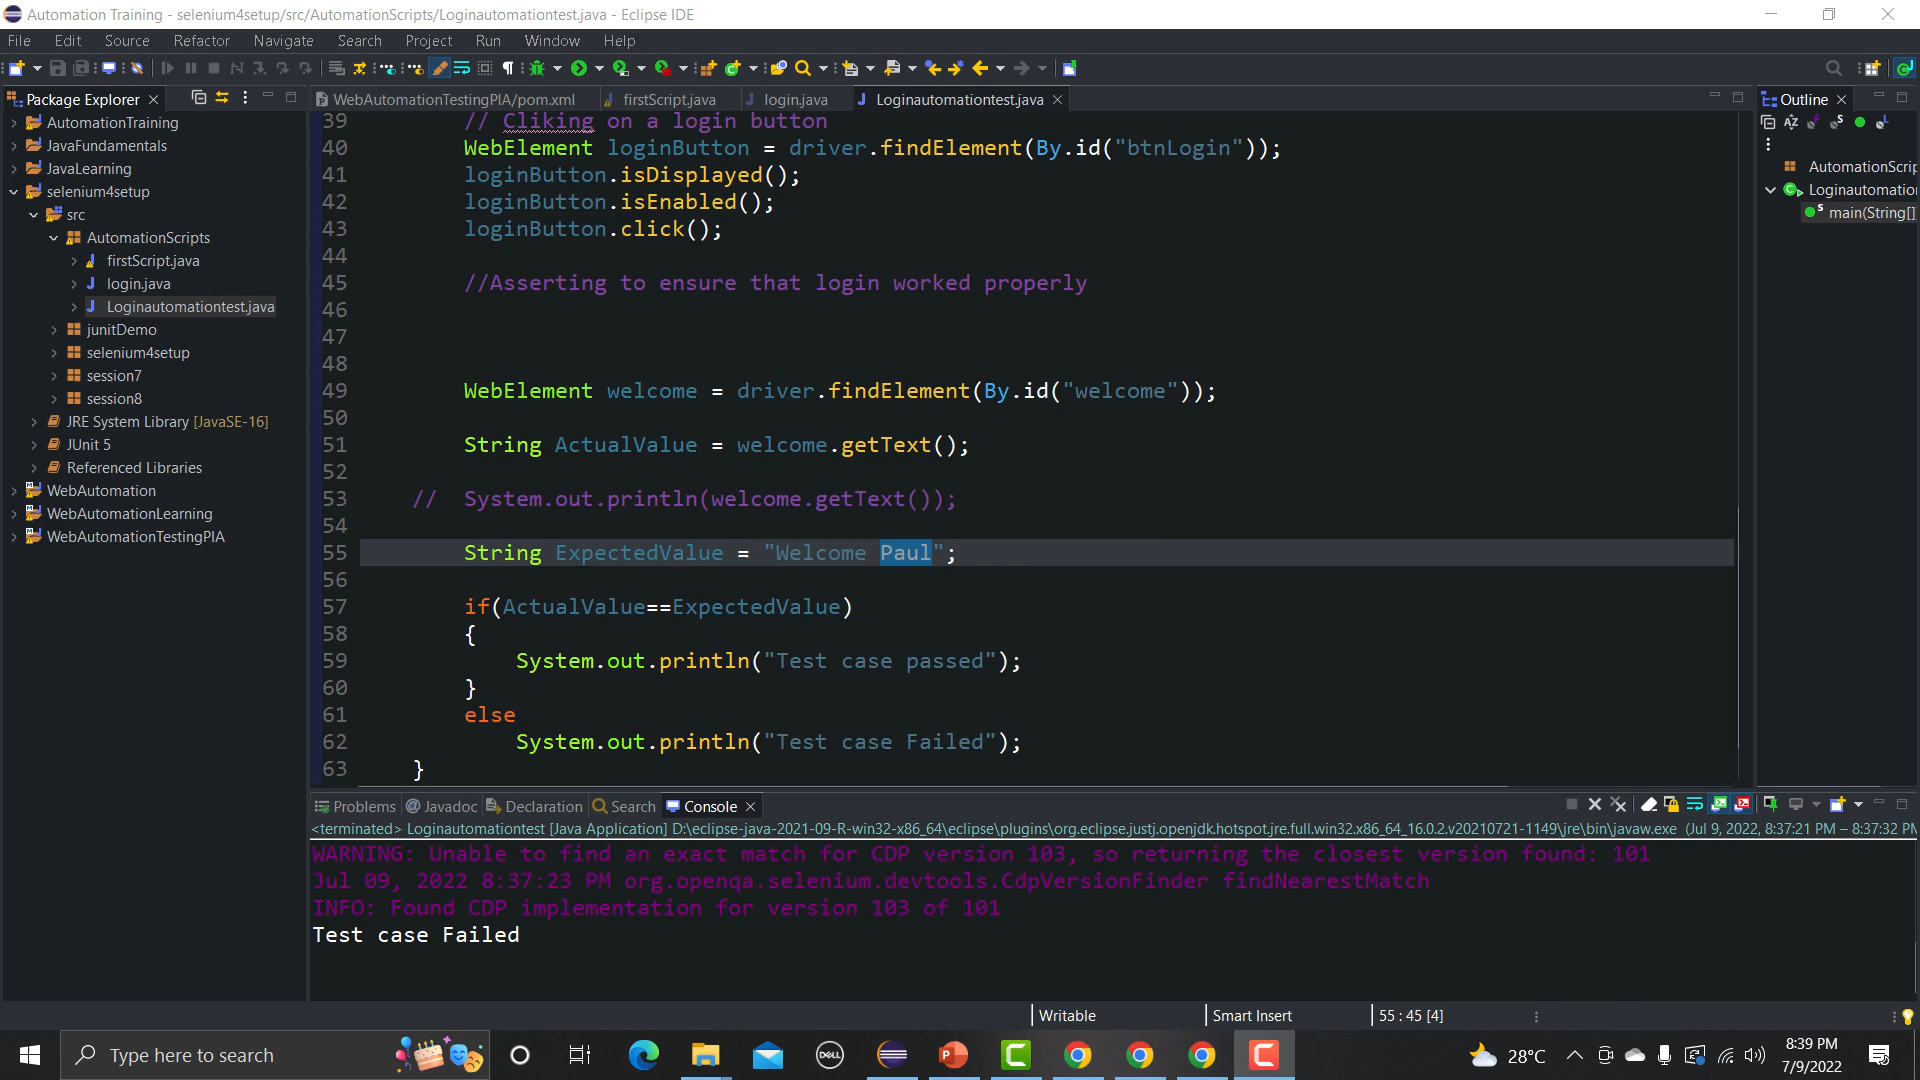 Automation Training - selenium4setup/src/AutomationScripts/Loginautomationtest.java - Eclipse IDE
File Edit Source Refactor Navigate Search Project Run Window Help
Package Explorer
AutomationTraining
JavaFundamentals
JavaLearning
selenium4setup
src
AutomationScripts
firstScript.java
login.java
Loginautomationtest.java
junitDemo
selenium4setup
session7
session8
JRE System Library [JavaSE-16]
JUnit 5
Referenced Libraries
WebAutomation
WebAutomationLearning
WebAutomationTestingPIA
WebAutomationTestingPIA/pom.xml firstScript.java login.java Loginautomationtest.java
39 // Cliking on a login button
40 WebElement loginButton = driver.findElement(By.id("btnLogin"));
41 loginButton.isDisplayed();
42 loginButton.isEnabled();
43 loginButton.click();
44
45 //Asserting to ensure that login worked properly
46
47
48
49 WebElement welcome = driver.findElement(By.id("welcome"));
50
51 String ActualValue = welcome.getText();
52
53 // System.out.println(welcome.getText());
54
55 String ExpectedValue = "Welcome Paul";
56
57 if(ActualValue==ExpectedValue)
58 {
59 System.out.println("Test case passed");
60 }
61 else
62 System.out.println("Test case Failed");
63 }
Outline
AutomationScrip
Loginautomatio
main(String[]
Problems @ Javadoc Declaration Search Console
<terminated> Loginautomationtest [Java Application] D:\eclipse-java-2021-09-R-win32-x86_64\eclipse\plugins\org.eclipse.justj.openjdk.hotspot.jre.full.win32.x86_64_16.0.2.v20210721-1149\jre\bin\javaw.exe (Jul 9, 2022, 8:37:21 PM – 8:37:32 PM
WARNING: Unable to find an exact match for CDP version 103, so returning the closest version found: 101
Jul 09, 2022 8:37:23 PM org.openqa.selenium.devtools.CdpVersionFinder findNearestMatch
INFO: Found CDP implementation for version 103 of 101
Test case Failed
Writable Smart Insert 55 : 45 [4]
Type here to search
DELL
28°C
8:39 PM
7/9/2022